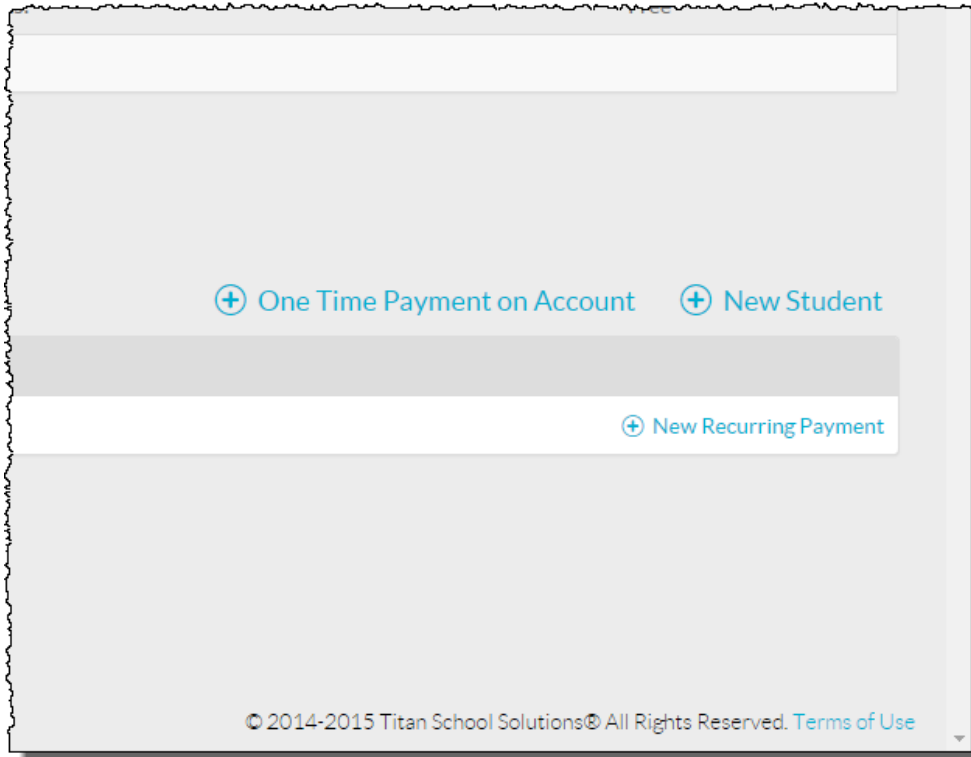 Free
One Time Payment on Account New Student
New Recurring Payment
© 2014-2015 Titan School Solutions® All Rights Reserved. Terms of Use